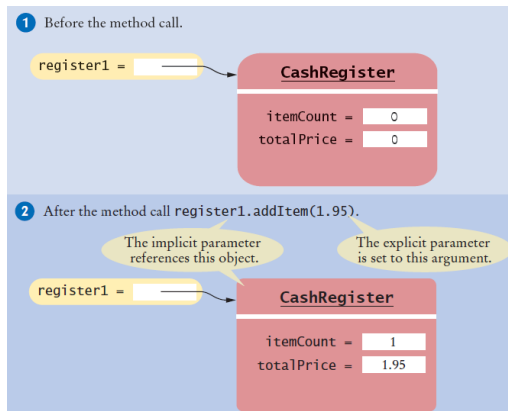 1 Before the method call.
register1 =
CashRegister
itemCount = 0
totalPrice = 0
2 After the method call register1.addItem(1.95).
The implicit parameter
references this object.
The explicit parameter
is set to this argument.
register1 =
CashRegister
itemCount = 1
totalPrice = 1.95